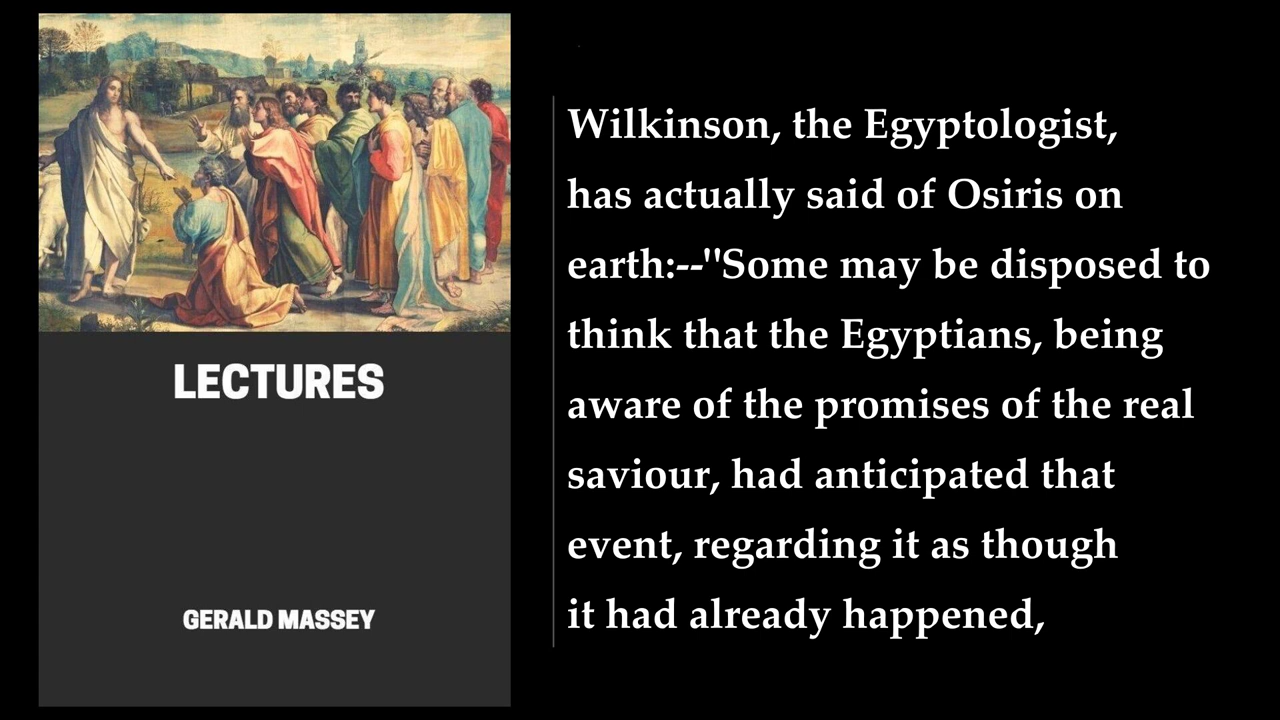 LECTURES
GERALD MASSEY
Wilkinson, the Egyptologist,
has actually said of Osiris on
earth:--"Some may be disposed to
think that the Egyptians, being
aware of the promises of the real
saviour, had anticipated that
event, regarding it as though
it had already happened,